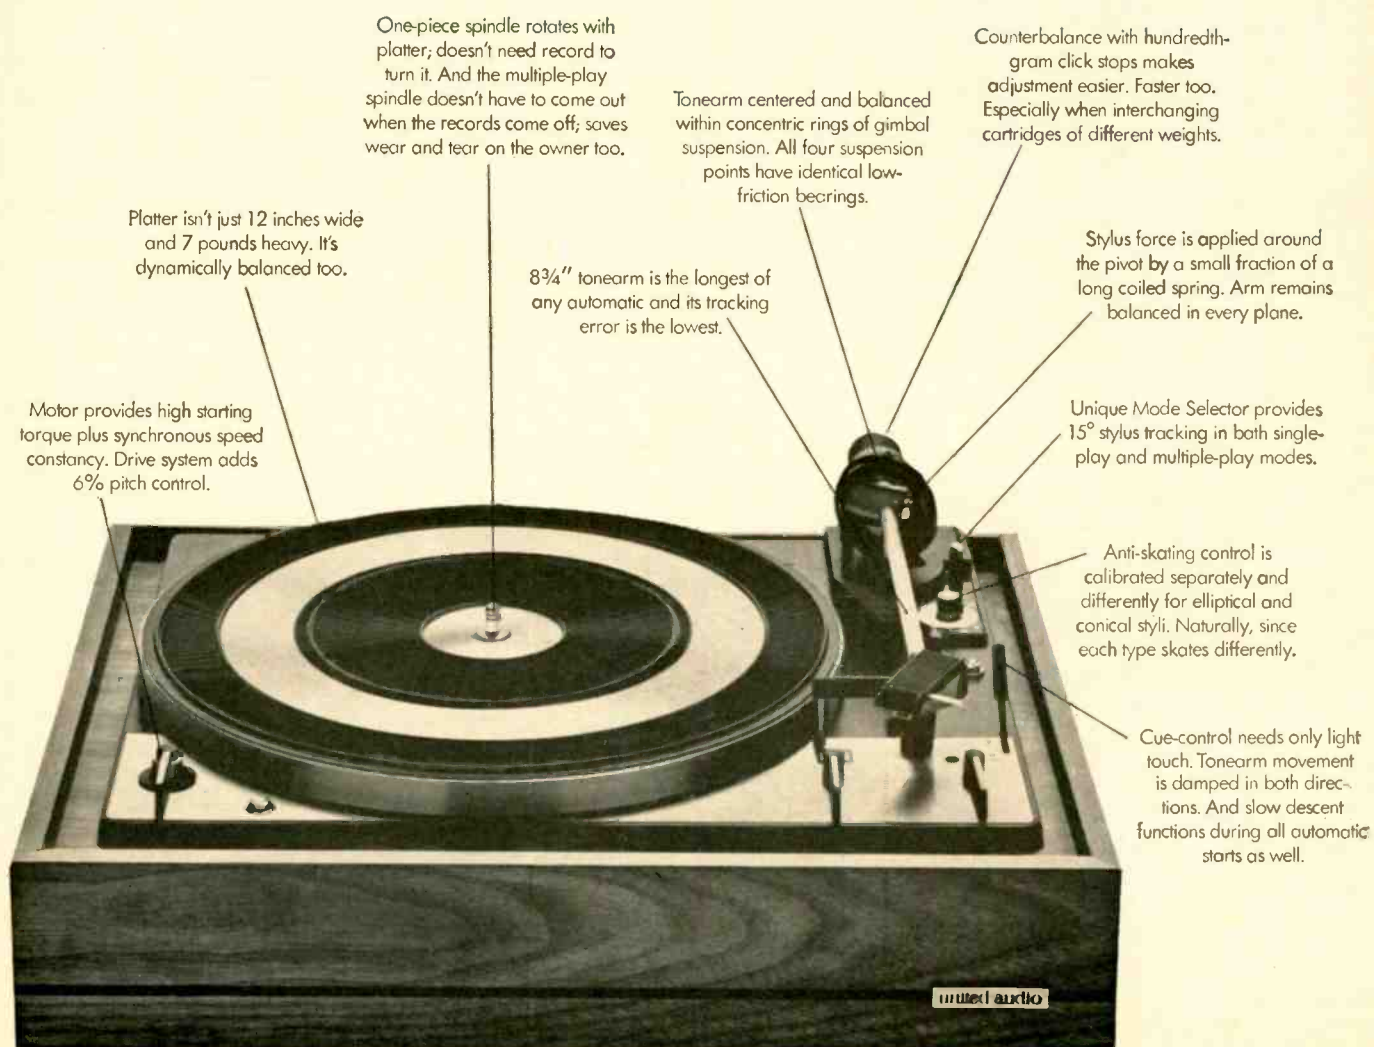 One-piece spindle rotates with
platter; doesn't need record to
turn it. And the multiple-play
spindle doesn't have to come out
when the records come off; saves
wear and tear on the owner too.
Counterbalance with hundredth-
gram click stops makes
adjustment easier. Faster too.
Especially when interchanging
cartridges of different weights.
Tonearm centered and balanced
within concentric rings of gimbal
suspension. All four suspension
points have identical low-
friction bearings.
Platter isn't just 12 inches wide
and 7 pounds heavy. It's
dynamically balanced too.
8¾" tonearm is the longest of
any automatic and its tracking
error is the lowest.
Stylus force is applied around
the pivot by a small fraction of a
long coiled spring. Arm remains
balanced in every plane.
Motor provides high starting
torque plus synchronous speed
constancy. Drive system adds
6% pitch control.
Unique Mode Selector provides
15° stylus tracking in both single-
play and multiple-play modes.
Anti-skating control is
calibrated separately and
differently for elliptical and
conical styli. Naturally, since
each type skates differently.
Cue-control needs only light
touch. Tonearm movement
is damped in both direc-
tions. And slow descent
functions during all automatic
starts as well.
united audio